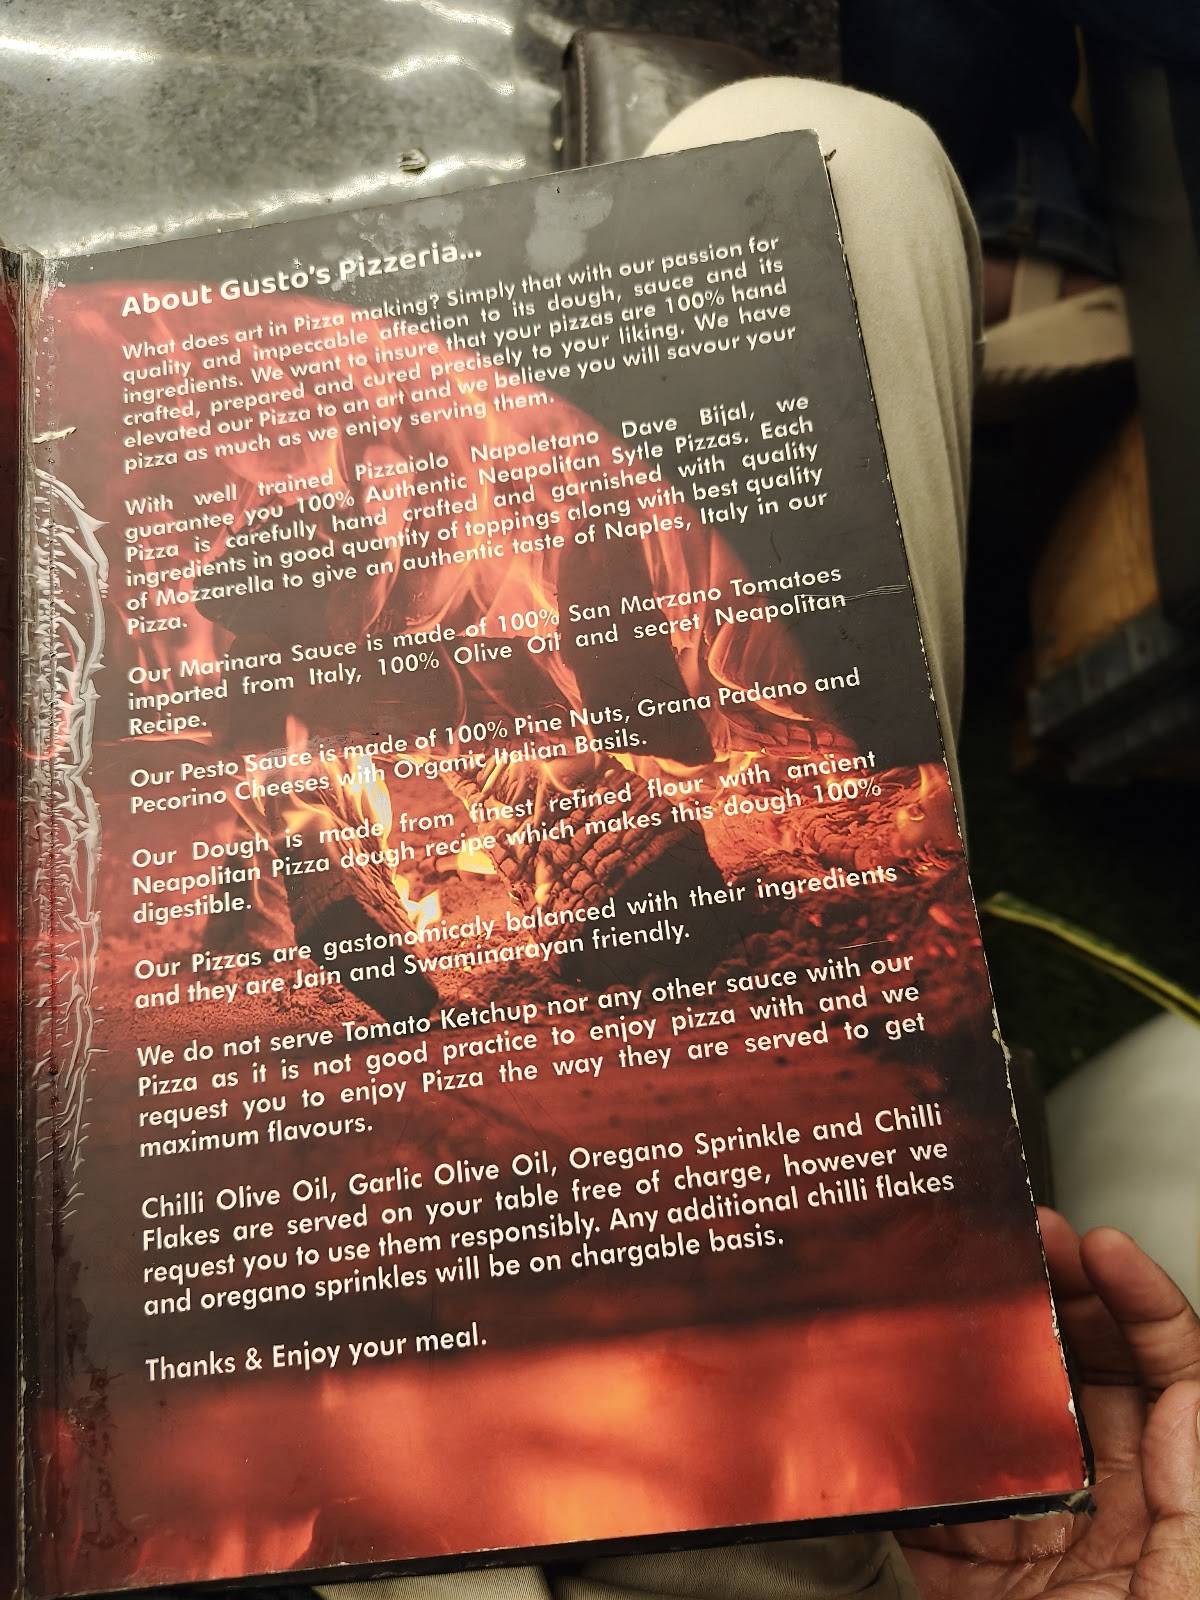 About Gusto's Pizzeria...
What does art in Pizza making? Simply that with our passion for
quality and impeccable affection to its dough, sauce and its
ingredients. We want to insure that your pizzas are 100% hand
crafted, prepared and cured precisely to your liking. We have
elevated our Pizza to an art and we believe you will savour your
pizza as much as we enjoy serving them.
With well trained Pizzaiolo Napoletano Dave Bijal, we
guarantee you 100% Authentic Neapolitan Sytle Pizzas. Each
Pizza is carefully hand crafted and garnished with quality
ingredients in good quantity of toppings along with best quality
of Mozzarella to give an authentic taste of Naples, Italy in our
Pizza.
Our Marinara Sauce is made of 100% San Marzano Tomatoes
imported from Italy, 100% Olive Oil and secret Neapolitan
Recipe.
Our Pesto Sauce is made of 100% Pine Nuts, Grana Padano and
Pecorino Cheeses with Organic Italian Basils.
Our Dough is made from finest refined flour with ancient
Neapolitan Pizza dough recipe which makes this dough 100%
digestible.
Our Pizzas are gastonomicaly balanced with their ingredients
and they are Jain and Swaminarayan friendly.
We do not serve Tomato Ketchup nor any other sauce with our
Pizza as it is not good practice to enjoy pizza with and we
request you to enjoy Pizza the way they are served to get
maximum flavours.
Chilli Olive Oil, Garlic Olive Oil, Oregano Sprinkle and Chilli
Flakes are served on your table free of charge, however we
request you to use them responsibly. Any additional chilli flakes
and oregano sprinkles will be on chargable basis.
Thanks & Enjoy your meal.